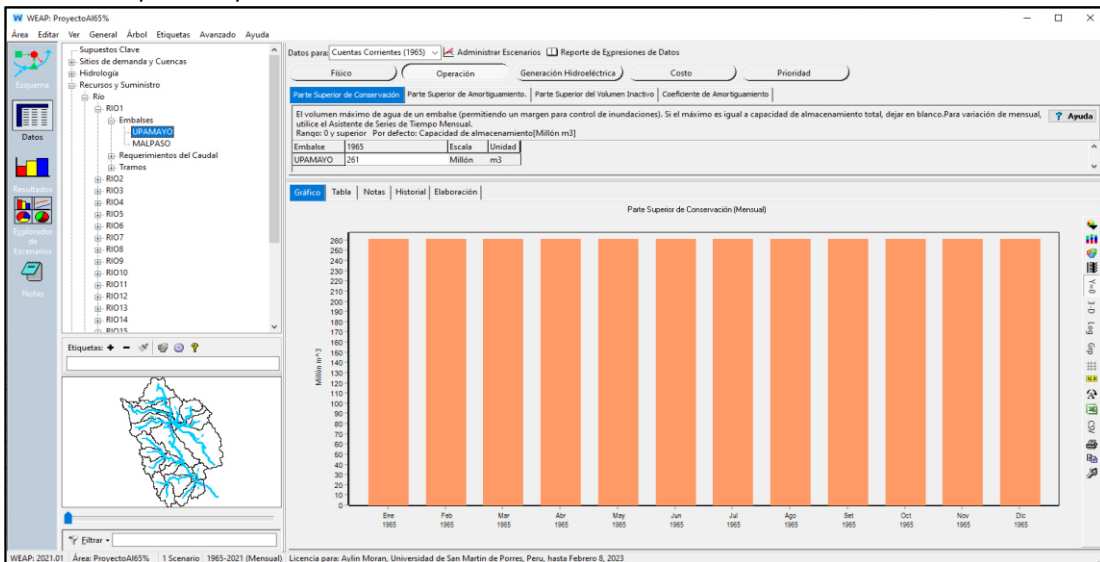 WEAP: ProyectoAI65%
Área Editar Ver General Árbol Etiquetas Avanzado Ayuda
Esquema
Datos
Resultados
Explorador de Escenarios
Notas
Supuestos Clave
Sitios de demanda y Cuencas
Hidrología
Recursos y Suministro
Río
RIO1
Embalses
UPAMAYO
MALPASO
Requerimientos del Caudal
Tramos
RIO2
RIO3
RIO4
RIO5
RIO6
RIO7
RIO8
RIO9
RIO10
RIO11
RIO12
RIO13
RIO14
RIO15
Etiquetas:
Filtrar
Datos para: Cuentas Corrientes (1965) Administrar Escenarios Reporte de Expresiones de Datos
Físico Operación Generación Hidroeléctrica Costo Prioridad
Parte Superior de Conservación Parte Superior de Amortiguamiento. Parte Superior del Volumen Inactivo Coeficiente de Amortiguamiento
El volumen máximo de agua de un embalse (permitiendo un margen para control de inundaciones). Si el máximo es igual a capacidad de almacenamiento total, dejar en blanco.Para variación de mensual,
utilice el Asistente de Series de Tiempo Mensual.
Rango: 0 y superior Por defecto: Capacidad de almacenamiento[Millón m3]
? Ayuda
Embalse 1965 Escala Unidad
UPAMAYO 261 Millón m3
Gráfico Tabla Notas Historial Elaboración
Parte Superior de Conservación (Mensual)
Millón m^3
260
250
240
230
220
210
200
190
180
170
160
150
140
130
120
110
100
90
80
70
60
50
40
30
20
10
0
Ene 1965
Feb 1965
Mar 1965
Abr 1965
May 1965
Jun 1965
Jul 1965
Ago 1965
Set 1965
Oct 1965
Nov 1965
Dic 1965
Y=0
3-D
Log
Grp
CSV
WEAP: 2021.01 Área: ProyectoAI65% 1 Scenario 1965-2021 (Mensual) Licencia para: Aylin Moran, Universidad de San Martin de Porres, Peru, hasta Febrero 8, 2023